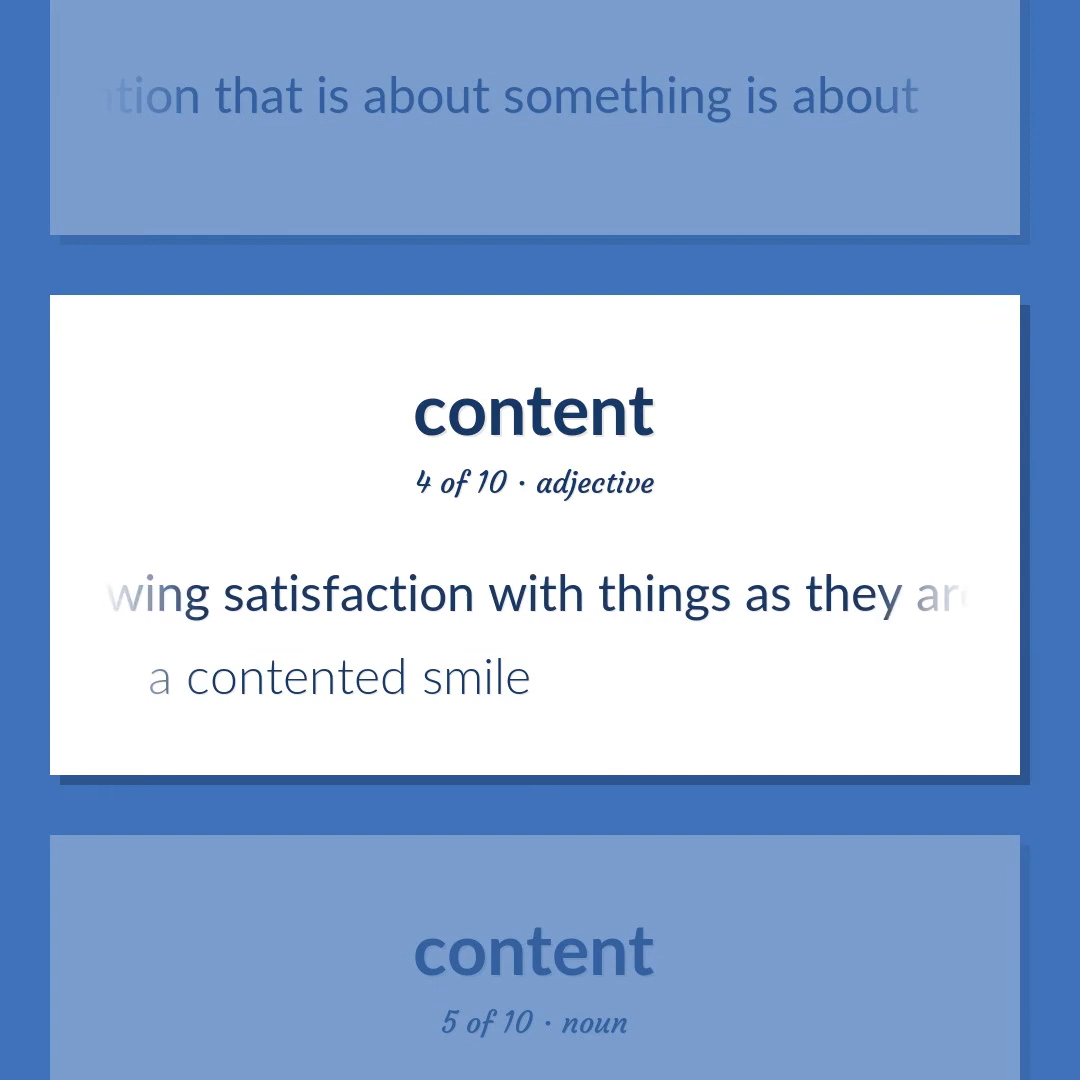 tion that is about something is about
content
4 of 10 · adjective
wing satisfaction with things as they are
a contented smile
content
5 of 10 · noun